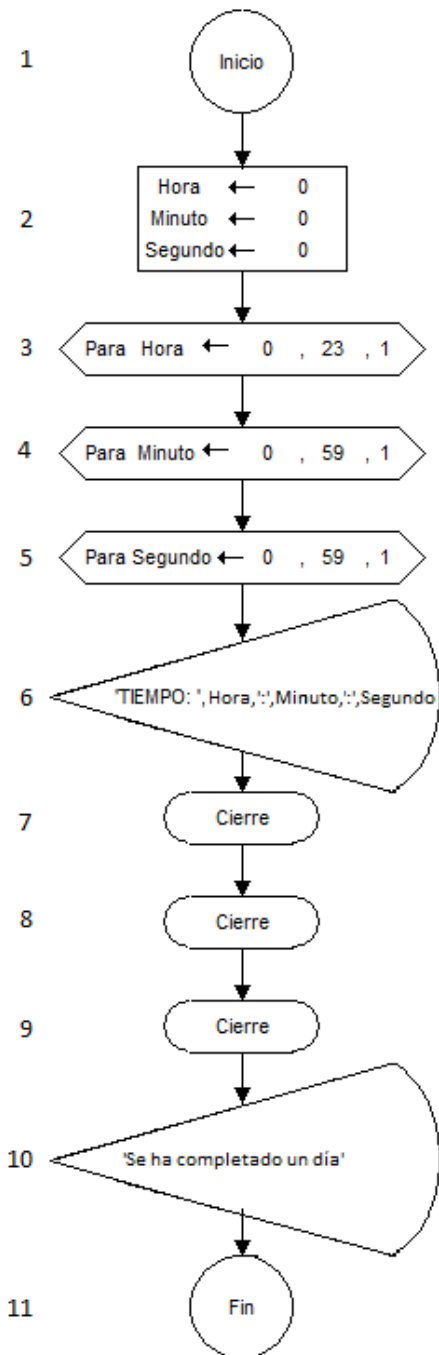 1 Inicio
2
Hora ← 0
Minuto ← 0
Segundo ← 0
3 Para Hora ← 0 , 23 , 1
4 Para Minuto ← 0 , 59 , 1
5 Para Segundo ← 0 , 59 , 1
6 'TIEMPO: ',Hora,':',Minuto,':',Segundo
7 Cierre
8 Cierre
9 Cierre
10 'Se ha completado un día'
11 Fin